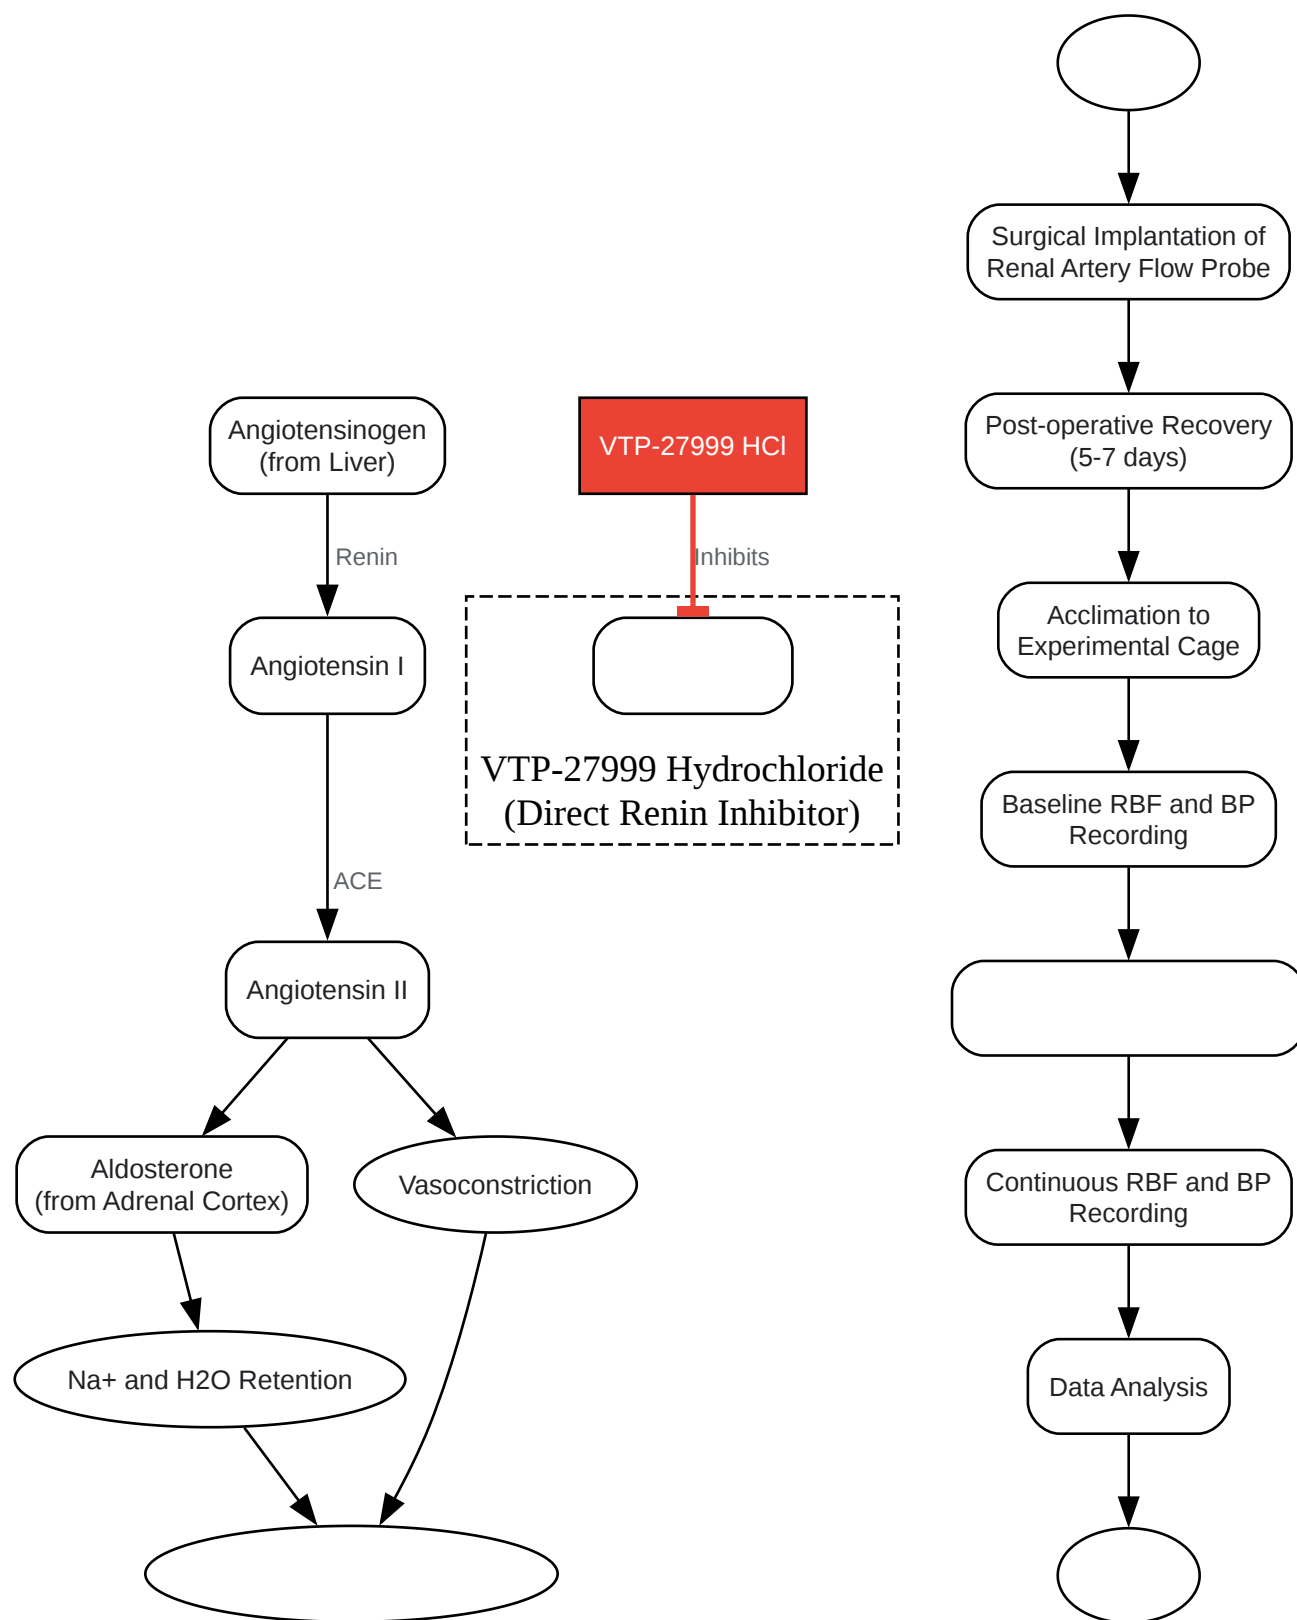 Angiotensinogen
(from Liver)
Renin
Angiotensin I
ACE
Angiotensin II
Aldosterone
(from Adrenal Cortex)
Vasoconstriction
Na+ and H2O Retention
VTP-27999 HCl
Inhibits
VTP-27999 Hydrochloride
(Direct Renin Inhibitor)
Surgical Implantation of
Renal Artery Flow Probe
Post-operative Recovery
(5-7 days)
Acclimation to
Experimental Cage
Baseline RBF and BP
Recording
Continuous RBF and BP
Recording
Data Analysis